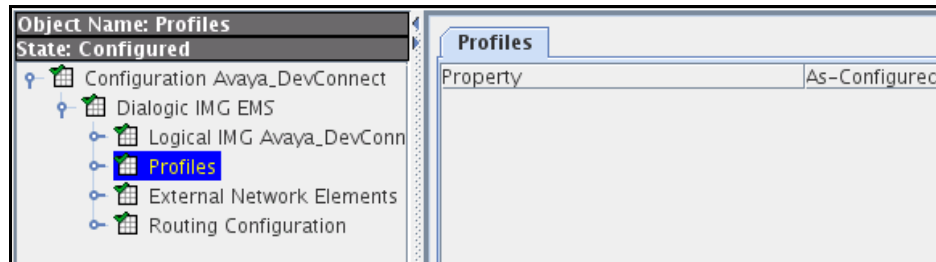 Object Name: Profiles
State: Configured
Configuration Avaya_DevConnect
Dialogic IMG EMS
Logical IMG Avaya_DevConn
Profiles
External Network Elements
Routing Configuration
Profiles
Property As-Configured